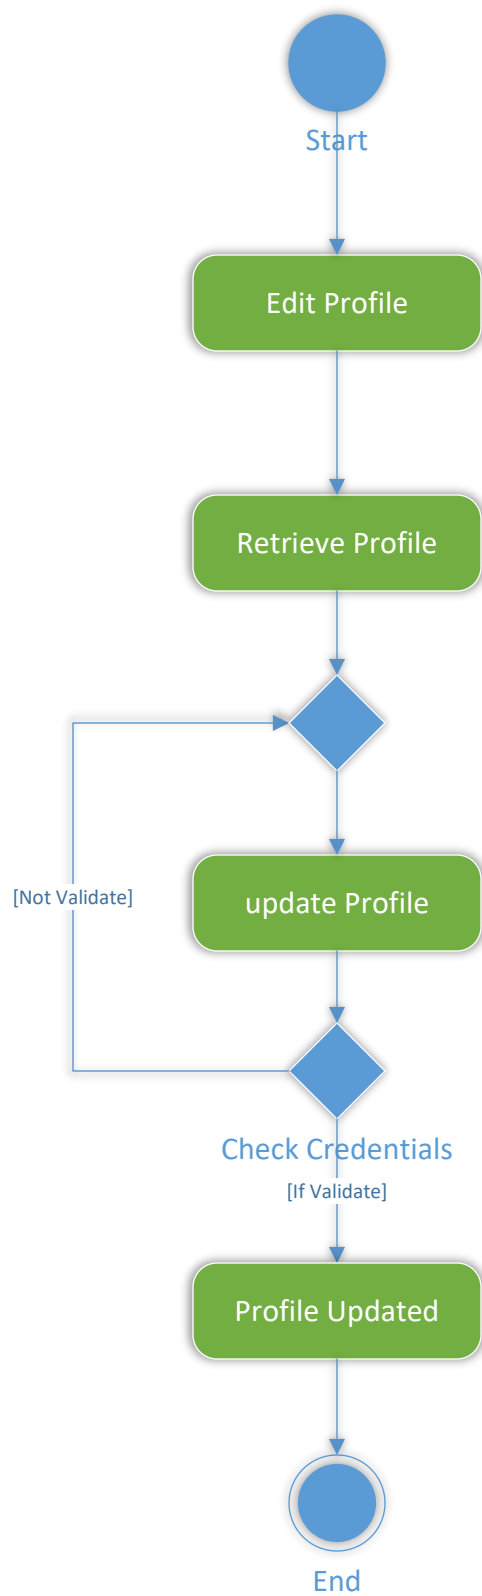 Start
Edit Profile
Retrieve Profile
[Not Validate]
update Profile
Check Credentials
[If Validate]
Profile Updated
End